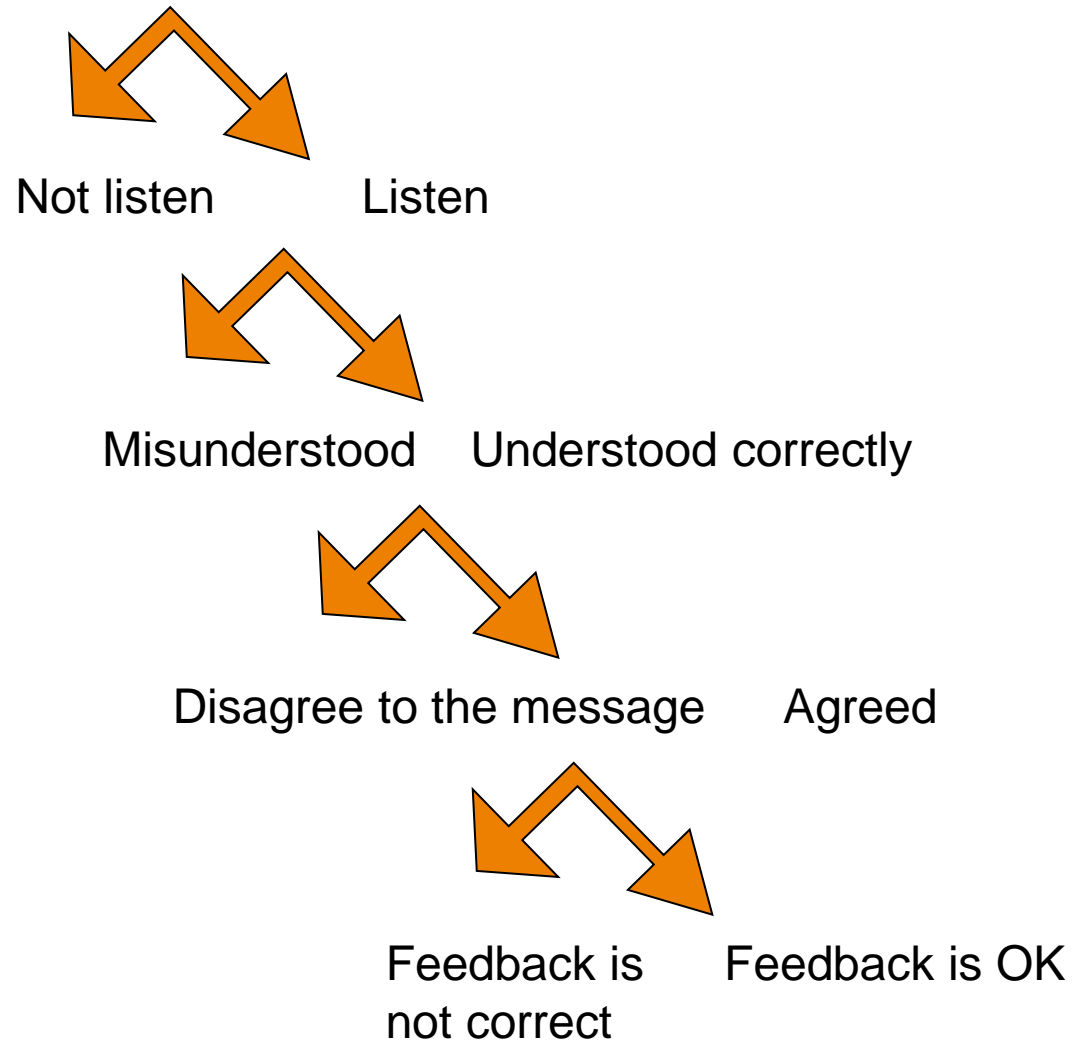 Not listen Listen
Misunderstood Understood correctly
Disagree to the message Agreed
Feedback is Feedback is OK
not correct